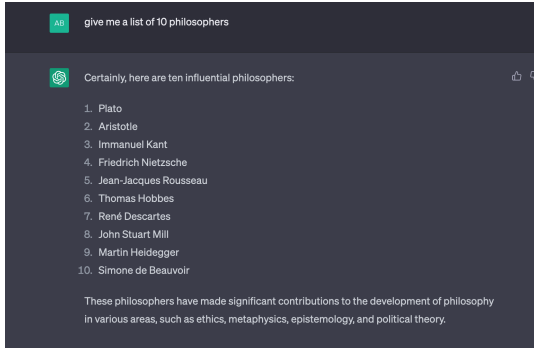 AB give me a list of 10 philosophers
Certainly, here are ten influential philosophers:
1. Plato
2. Aristotle
3. Immanuel Kant
4. Friedrich Nietzsche
5. Jean-Jacques Rousseau
6. Thomas Hobbes
7. René Descartes
8. John Stuart Mill
9. Martin Heidegger
10. Simone de Beauvoir
These philosophers have made significant contributions to the development of philosophy
in various areas, such as ethics, metaphysics, epistemology, and political theory.